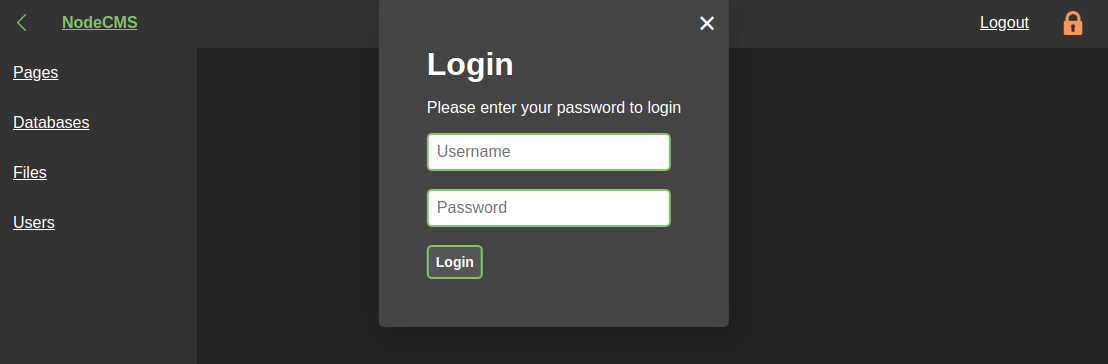 NodeCMS
Logout
Pages
Databases
Files
Users
Login
Please enter your password to login
Username
Password
Login